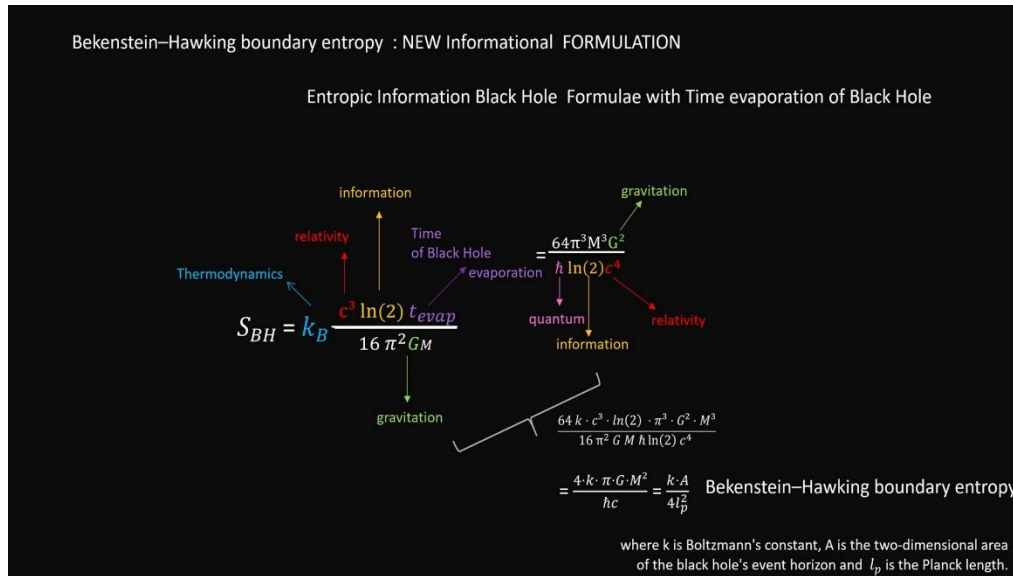 Bekenstein–Hawking boundary entropy : NEW Informational FORMULATION
Entropic Information Black Hole Formulae with Time evaporation of Black Hole
gravitation
information
relativity
Time
of Black Hole
evaporation
Thermodynamics
= 64π³M³G² / ħ ln(2) c⁴
S_BH = k_B c³ ln(2) t_evap / 16 π² GM
quantum
relativity
information
gravitation
64 k · c³ · ln(2) · π³ · G² · M³ / 16 π² G M ħ ln(2) c⁴
= 4·k· π·G·M² / ħc = k·A / 4l_p² Bekenstein–Hawking boundary entropy
where k is Boltzmann's constant, A is the two-dimensional area
of the black hole's event horizon and l_p is the Planck length.